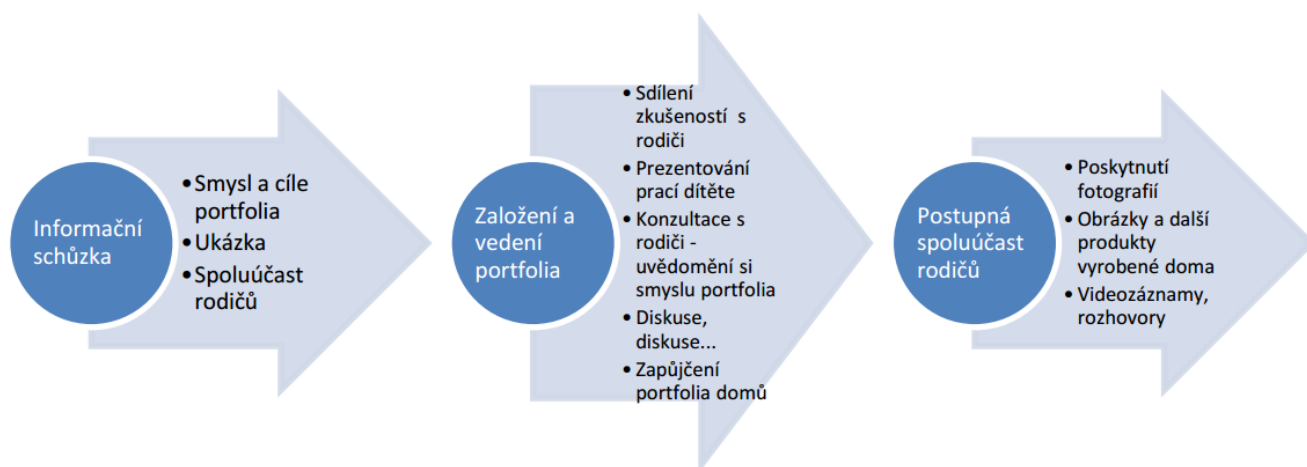 Informační
schůzka
• Smysl a cíle
portfolia
• Ukázka
• Spoluúčast
rodičů
Založení a
vedení
portfolia
• Sdílení
zkušeností s
rodiči
• Prezentování
prací dítěte
• Konzultace s
rodiči -
uvědomění si
smyslu portfolia
• Diskuse,
diskuse...
• Zapůjčení
portfolia domů
Postupná
spoluúčast
rodičů
• Poskytnutí
fotografií
• Obrázky a další
produkty
vyrobené doma
• Videozáznamy,
rozhovory